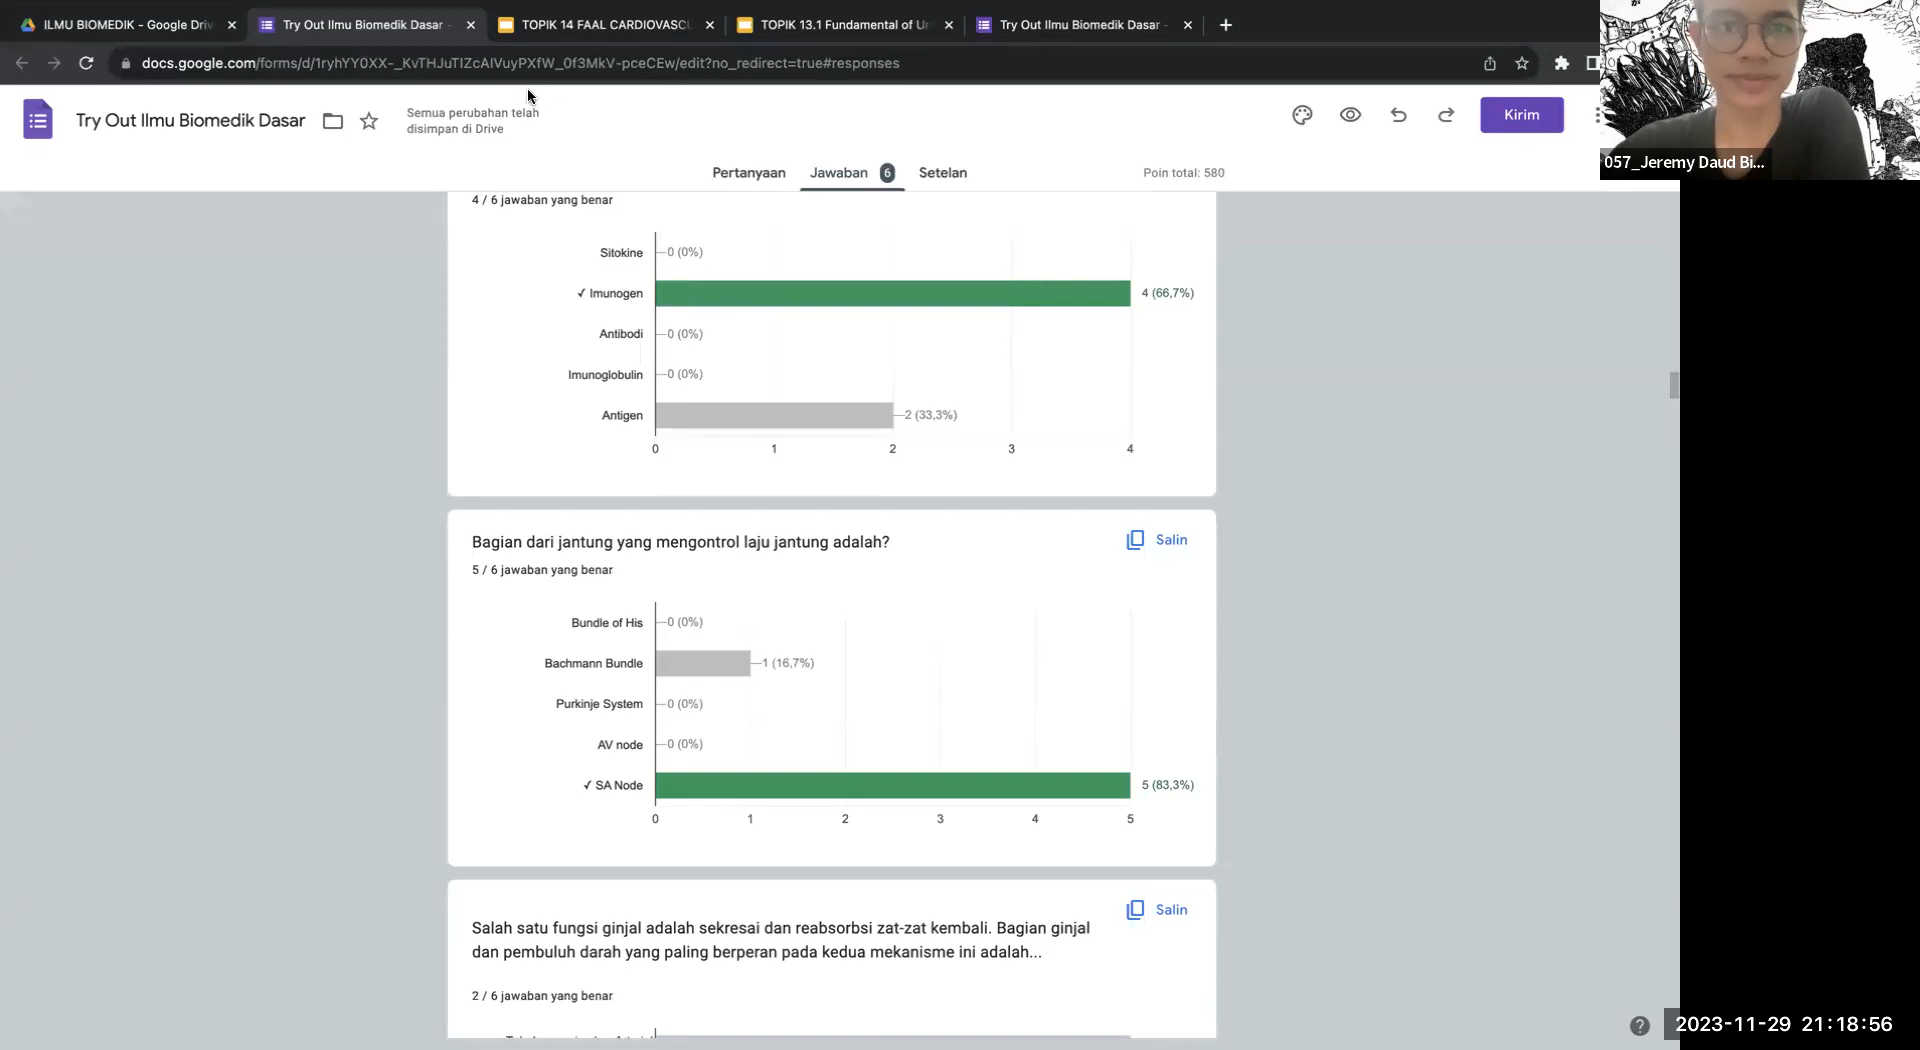 ILMU BIOMEDIK - Google Driv
Try Out Ilmu Biomedik Dasar -
TOPIK 14 FAAL CARDIOVASCU
TOPIK 13.1 Fundamental of Ur
Try Out Ilmu Biomedik Dasar -
docs.google.com/forms/d/1ryhYY0XX-_KvTHJuTIZcAIVuyPXfW_0f3MkV-pceCEw/edit?no_redirect=true#responses
Try Out Ilmu Biomedik Dasar
Semua perubahan telah
disimpan di Drive
Kirim
057_Jeremy Daud Bi...
Pertanyaan
Jawaban 6
Setelan
Poin total: 580
4 / 6 jawaban yang benar
Sitokine
0 (0%)
✓ Imunogen
4 (66,7%)
Antibodi
0 (0%)
Imunoglobulin
0 (0%)
Antigen
2 (33,3%)
0 1 2 3 4
Bagian dari jantung yang mengontrol laju jantung adalah?
Salin
5 / 6 jawaban yang benar
Bundle of His
0 (0%)
Bachmann Bundle
1 (16,7%)
Purkinje System
0 (0%)
AV node
0 (0%)
✓ SA Node
5 (83,3%)
0 1 2 3 4 5
Salin
Salah satu fungsi ginjal adalah sekresai dan reabsorbsi zat-zat kembali. Bagian ginjal
dan pembuluh darah yang paling berperan pada kedua mekanisme ini adalah...
2 / 6 jawaban yang benar
2023-11-29 21:18:56